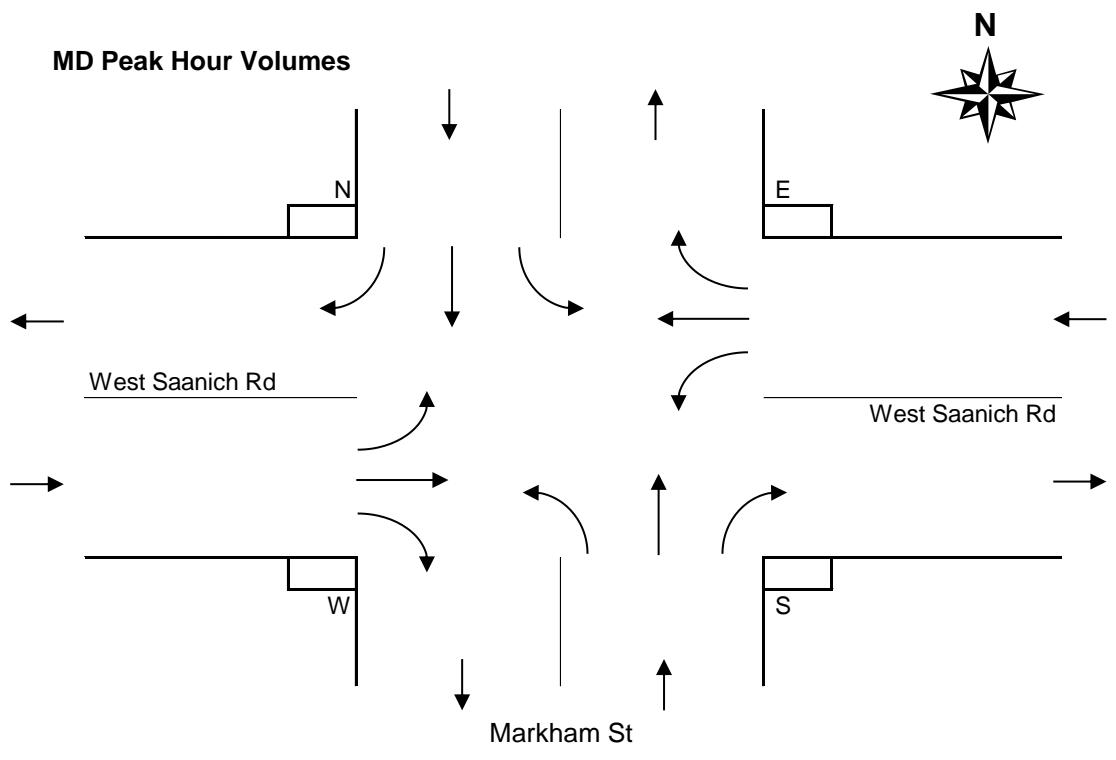 N
MD Peak Hour Volumes
N
E
West Saanich Rd
West Saanich Rd
W
S
Markham St